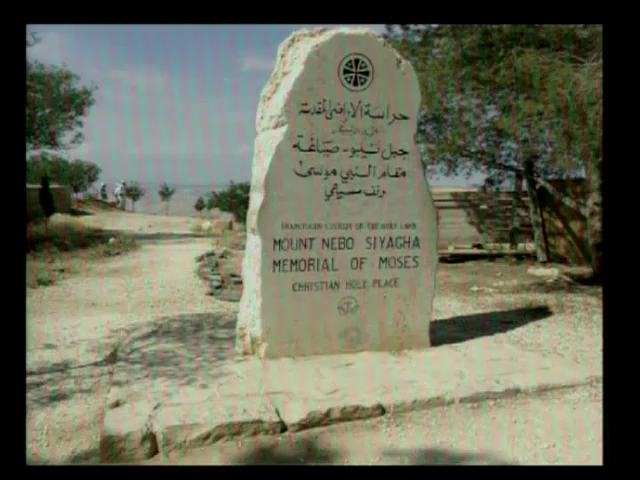 حراسة الاراضي المقدسة
جبل نيبو - صياغة
مقام النبي موسى
وقف مسيحي
FRANCISCAN CUSTODY OF THE HOLY LAND
MOUNT NEBO SIYAGHA
MEMORIAL OF MOSES
CHRISTIAN HOLY PLACE